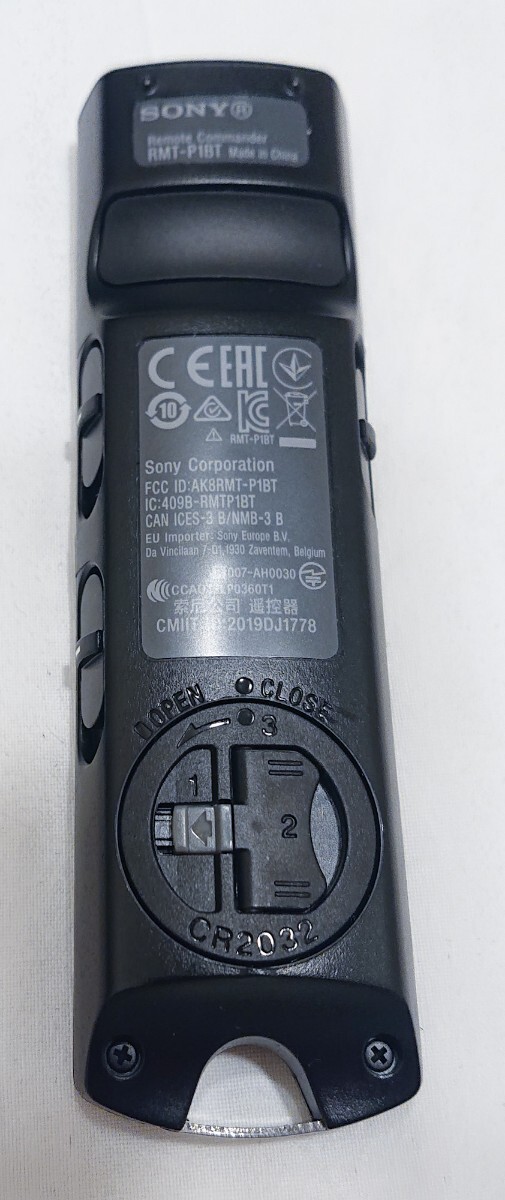 SONY®
Remote Commander
RMT-P1BT Made in China
CE EAC
10
RMT-P1BT
Sony Corporation
FCC ID:AK8RMT-P1BT
IC:409B-RMTP1BT
CAN ICES-3 B/NMB-3 B
EU Importer: Sony Europe B.V.
Da Vincilaan 7-D1,1930 Zaventem, Belgium
007-AH0030
索尼公司 遥控器
CMIIT ID:2019DJ1778
OPEN CLOSE
3
1
2
CR2032